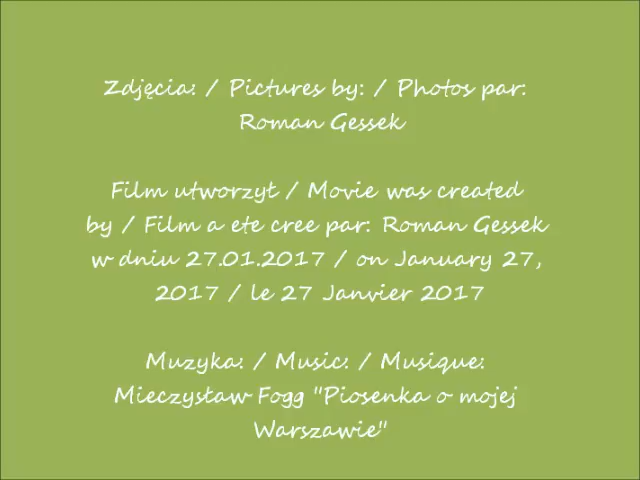 Zdjęcia: / Pictures by: / Photos par:
Roman Gessek
Film utworzył / Movie was created
by / Film a ete cree par: Roman Gessek
w dniu 27.01.2017 / on January 27,
2017 / le 27 Janvier 2017
Muzyka: / Music: / Musique:
Mieczysław Fogg "Piosenka o mojej
Warszawie"